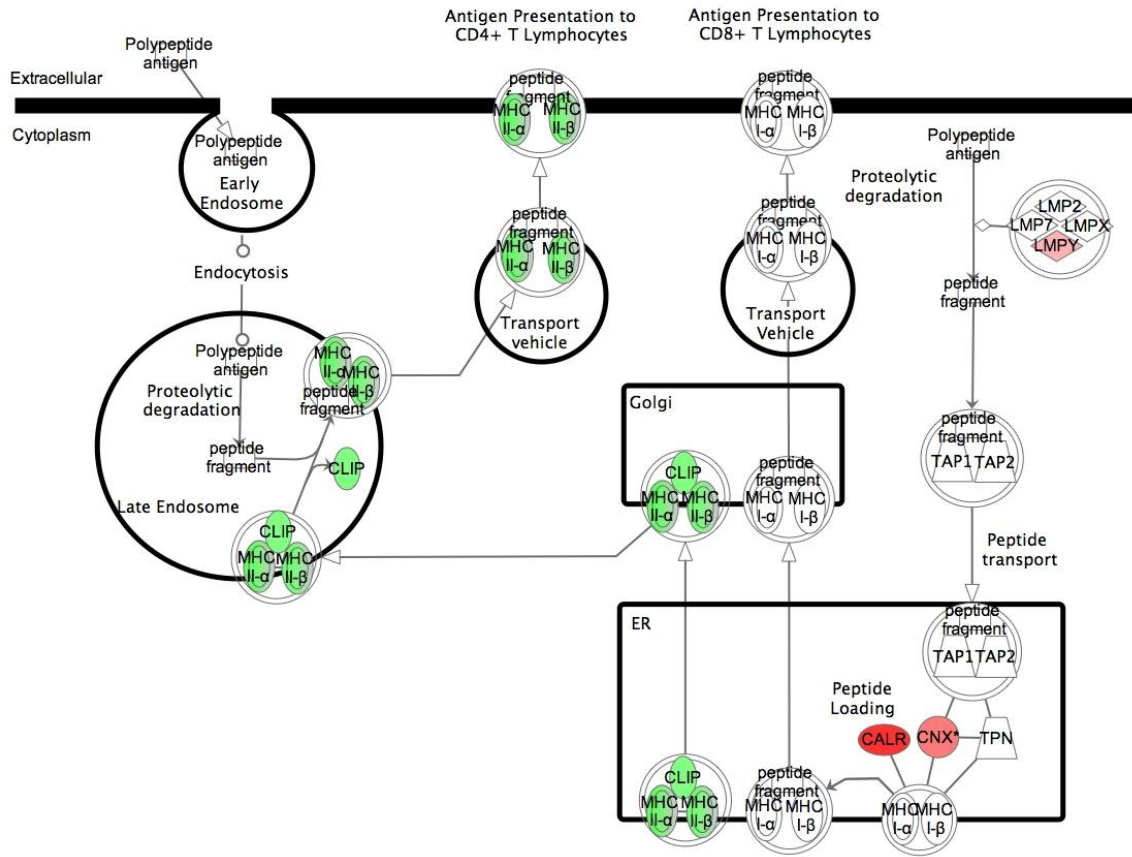 Antigen Presentation to
CD4+ T Lymphocytes
Antigen Presentation to
CD8+ T Lymphocytes
Polypeptide
antigen
Extracellular
Cytoplasm
peptide
fragment
MHC
II-α
MHC
II-β
peptide
fragment
MHC
I-α
MHC
I-β
Polypeptide
antigen
Early
Endosome
Polypeptide
antigen
Proteolytic
degradation
LMP2
LMP7
LMPX
LMPY
peptide
fragment
MHC
II-α
MHC
II-β
Transport
vehicle
peptide
fragment
MHC
I-α
MHC
I-β
Transport
Vehicle
Endocytosis
peptide
fragment
Polypeptide
antigen
Proteolytic
degradation
peptide
fragment
MHC
II-α
MHC
II-β
peptide
fragment
CLIP
Late Endosome
CLIP
MHC
II-α
MHC
II-β
Golgi
CLIP
MHC
II-α
MHC
II-β
peptide
fragment
MHC
I-α
MHC
I-β
peptide
fragment
TAP1
TAP2
Peptide
transport
ER
peptide
fragment
TAP1
TAP2
Peptide
Loading
CALR
CNX*
TPN
CLIP
MHC
II-α
MHC
II-β
peptide
fragment
MHC
I-α
MHC
I-β
MHC
I-α
MHC
I-β